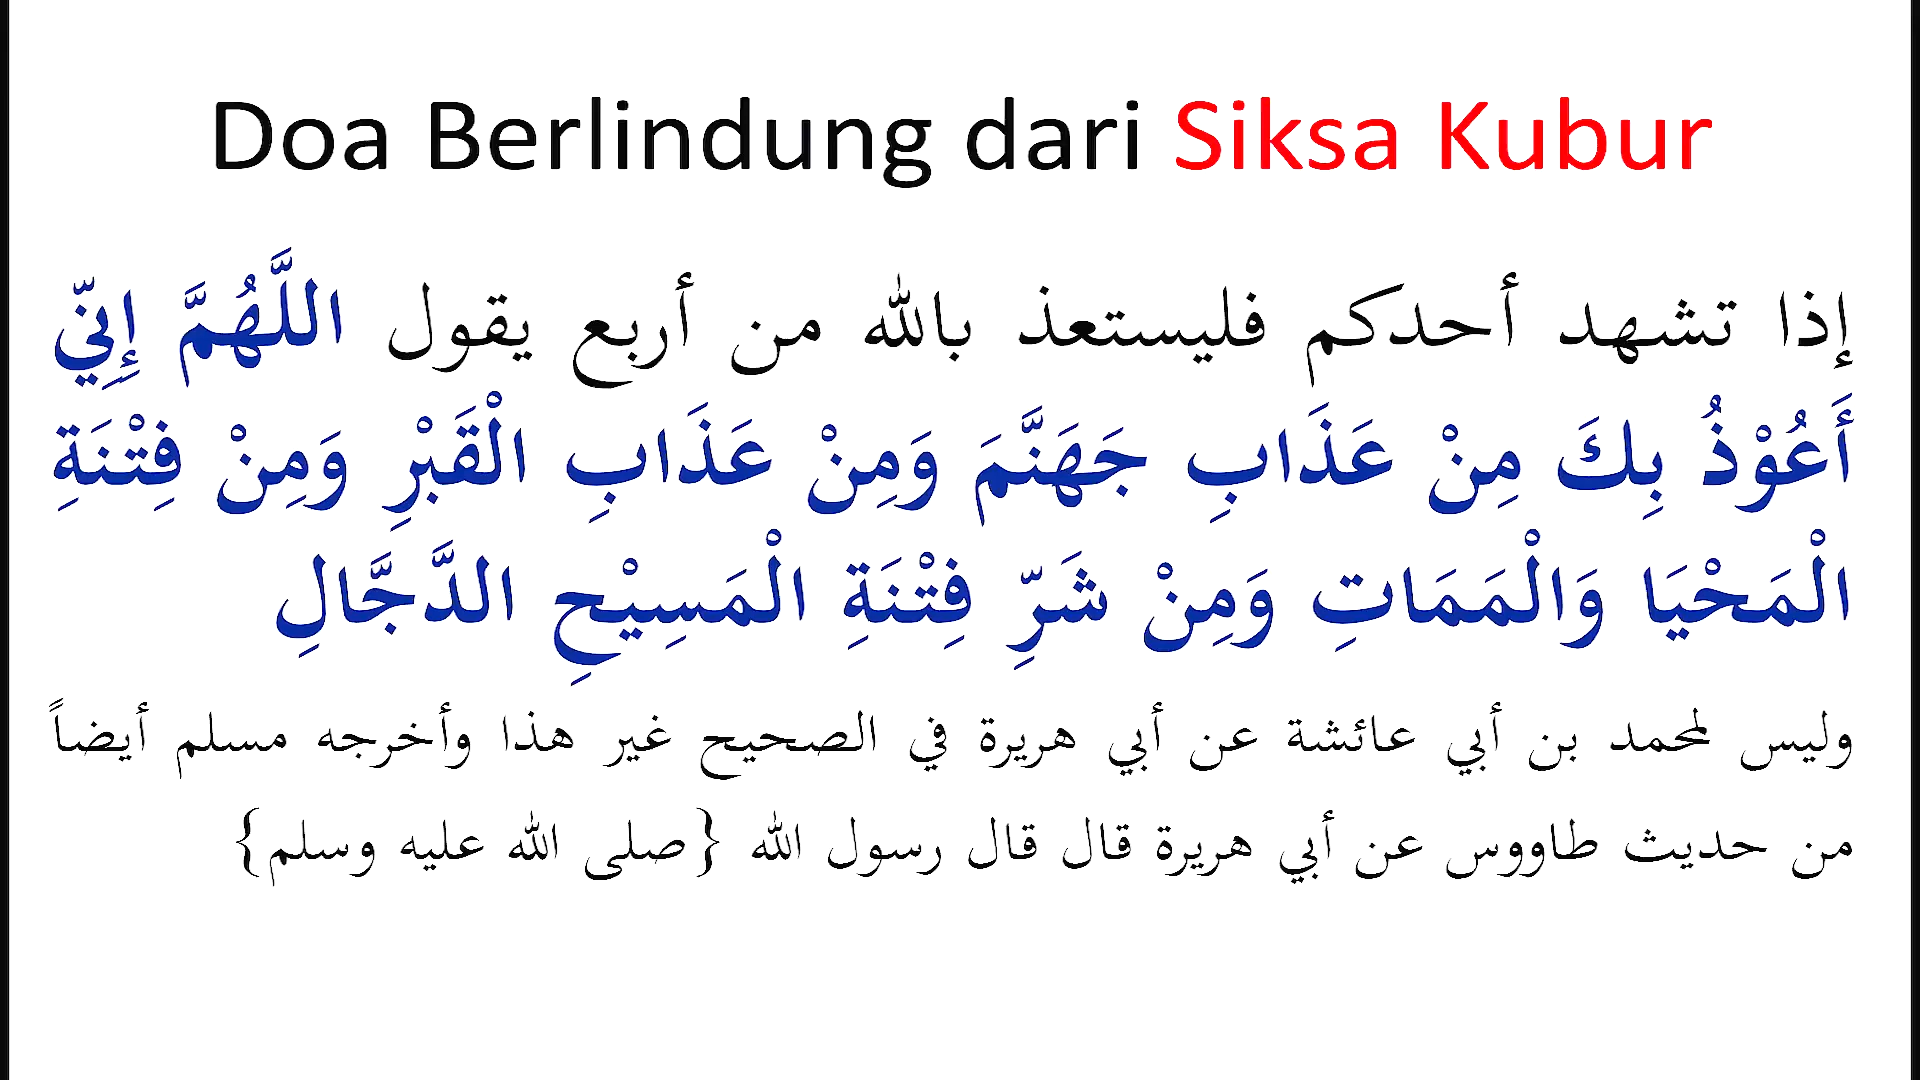 Doa Berlindung dari Siksa Kubur
إذا تشهد أحدكم فليستعذ بالله من أربع يقول اللَّهُمَّ إِنِّي
أَعُوْذُ بِكَ مِنْ عَذَابِ جَهَنَّمَ وَمِنْ عَذَابِ الْقَبْرِ وَمِنْ فِتْنَةِ
الْمَحْيَا وَالْمَمَاتِ وَمِنْ شَرِّ فِتْنَةِ الْمَسِيْحِ الدَّجَّالِ
وليس لمحمد بن أبي عائشة عن أبي هريرة في الصحيح غير هذا وأخرجه مسلم أيضاً
من حديث طاووس عن أبي هريرة قال قال رسول الله {صلى الله عليه وسلم}